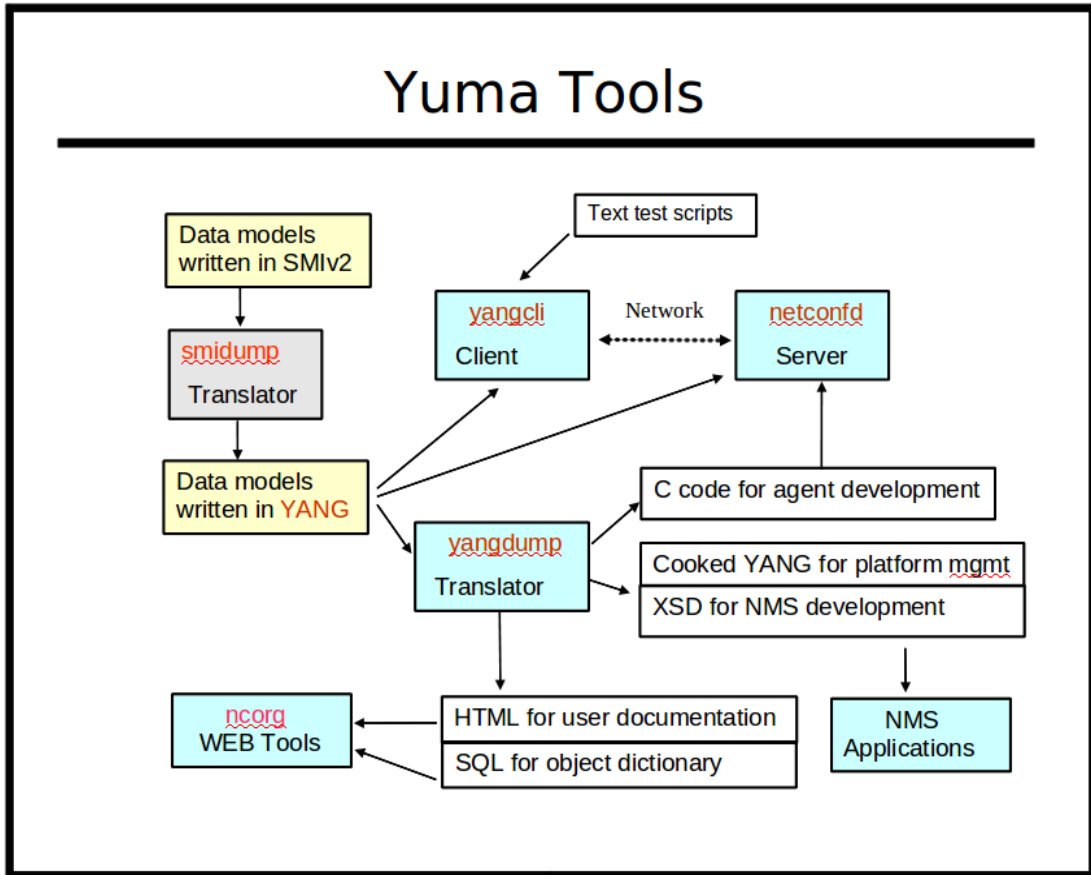 Yuma Tools
Text test scripts
Data models
written in SMIv2
yangcli
Client
Network
netconfd
Server
smidump
Translator
Data models
written in YANG
C code for agent development
yangdump
Translator
Cooked YANG for platform mgmt
XSD for NMS development
ncorg
WEB Tools
HTML for user documentation
SQL for object dictionary
NMS
Applications